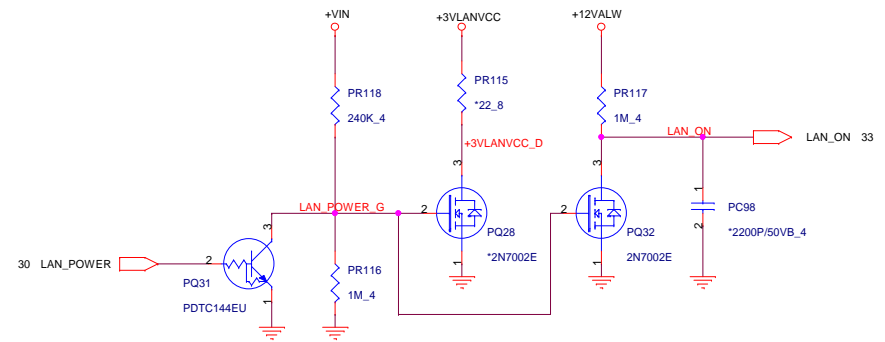 +VIN
+3VLANVCC
+12VALW
PR118
240K_4
PR115
*22_8
PR117
1M_4
+3VLANVCC_D
LAN_ON
LAN_ON 33
3
3
LAN_POWER_G
2
2
1
PC98
2
*2200P/50VB_4
3
PQ28
*2N7002E
PQ32
2N7002E
30 LAN_POWER
2
PQ31
PDTC144EU
PR116
1M_4
1
1
1